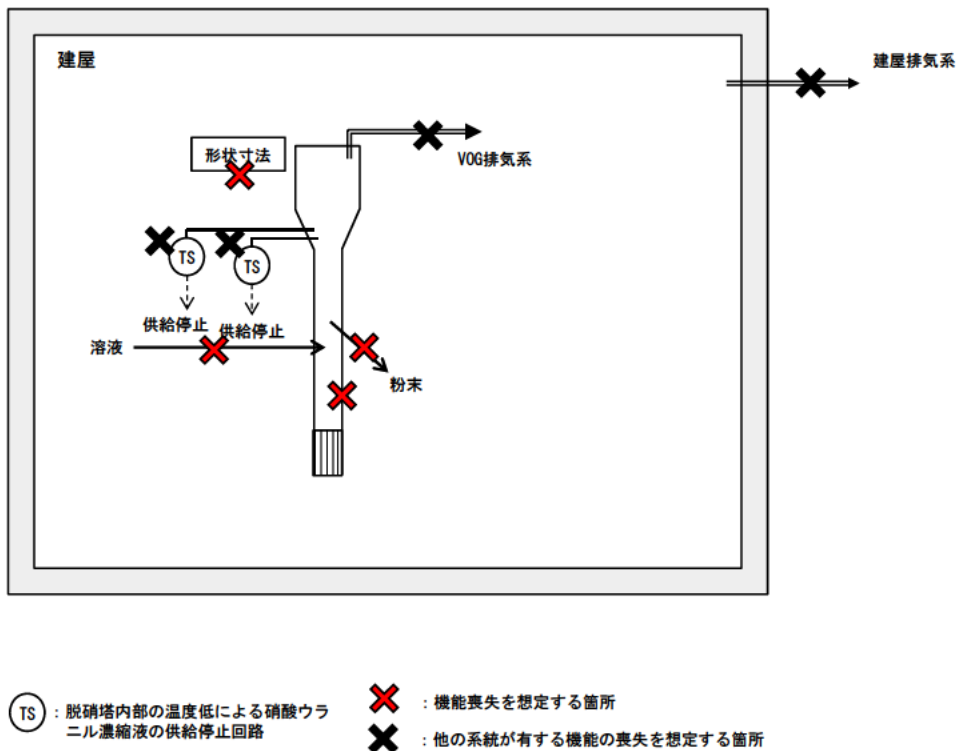 建屋
建屋排気系
形状寸法
VOG排気系
TS
TS
供給停止
供給停止
溶液
粉末
TS
：脱硝塔内部の温度低による硝酸ウラ
ニル濃縮液の供給停止回路
：機能喪失を想定する箇所
：他の系統が有する機能の喪失を想定する箇所